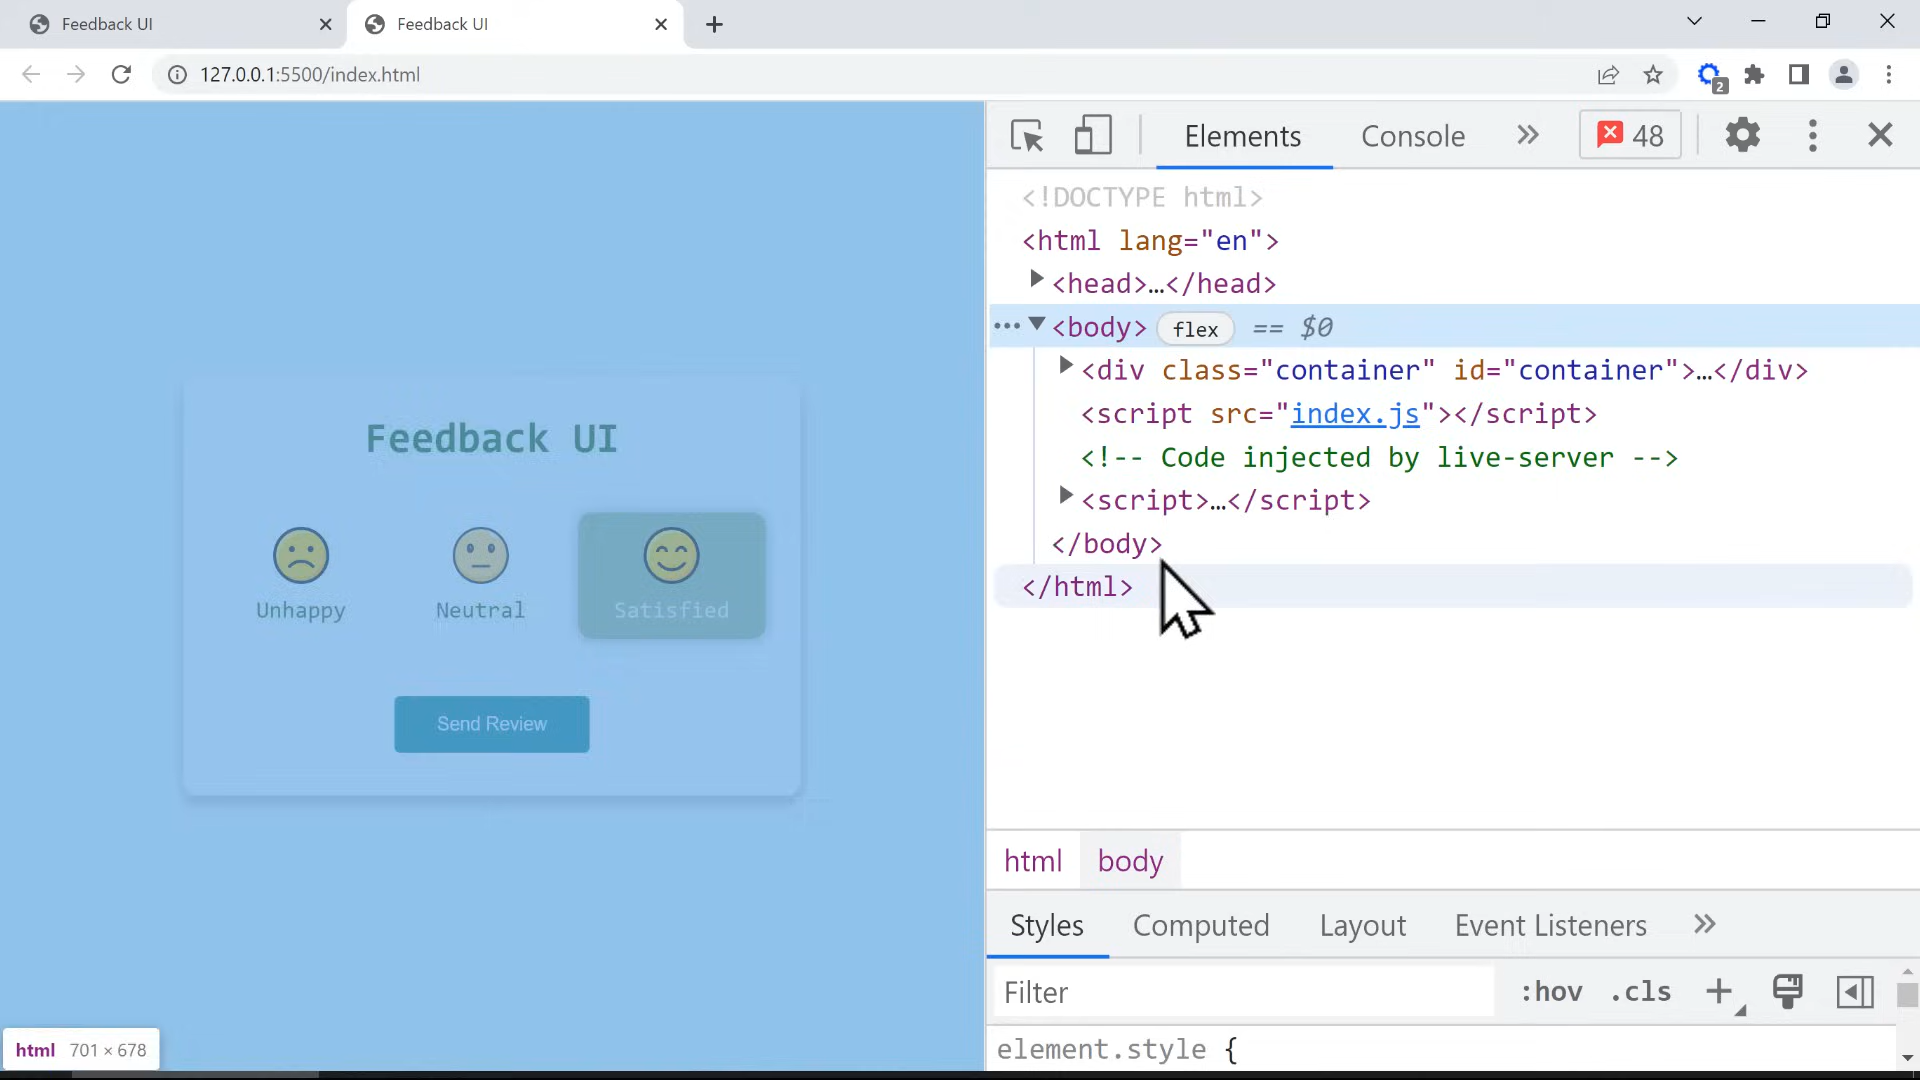 Feedback UI
Feedback UI
127.0.0.1:5500/index.html
2
Feedback UI
Unhappy
Neutral
Satisfied
Send Review
html 701 × 678
Elements
Console
48
<!DOCTYPE html>
<html lang="en">
<head>…</head>
<body> flex == $0
<div class="container" id="container">…</div>
<script src="index.js"></script>
<!-- Code injected by live-server -->
<script>…</script>
</body>
</html>
html body
Styles Computed Layout Event Listeners
Filter :hov .cls
element.style {